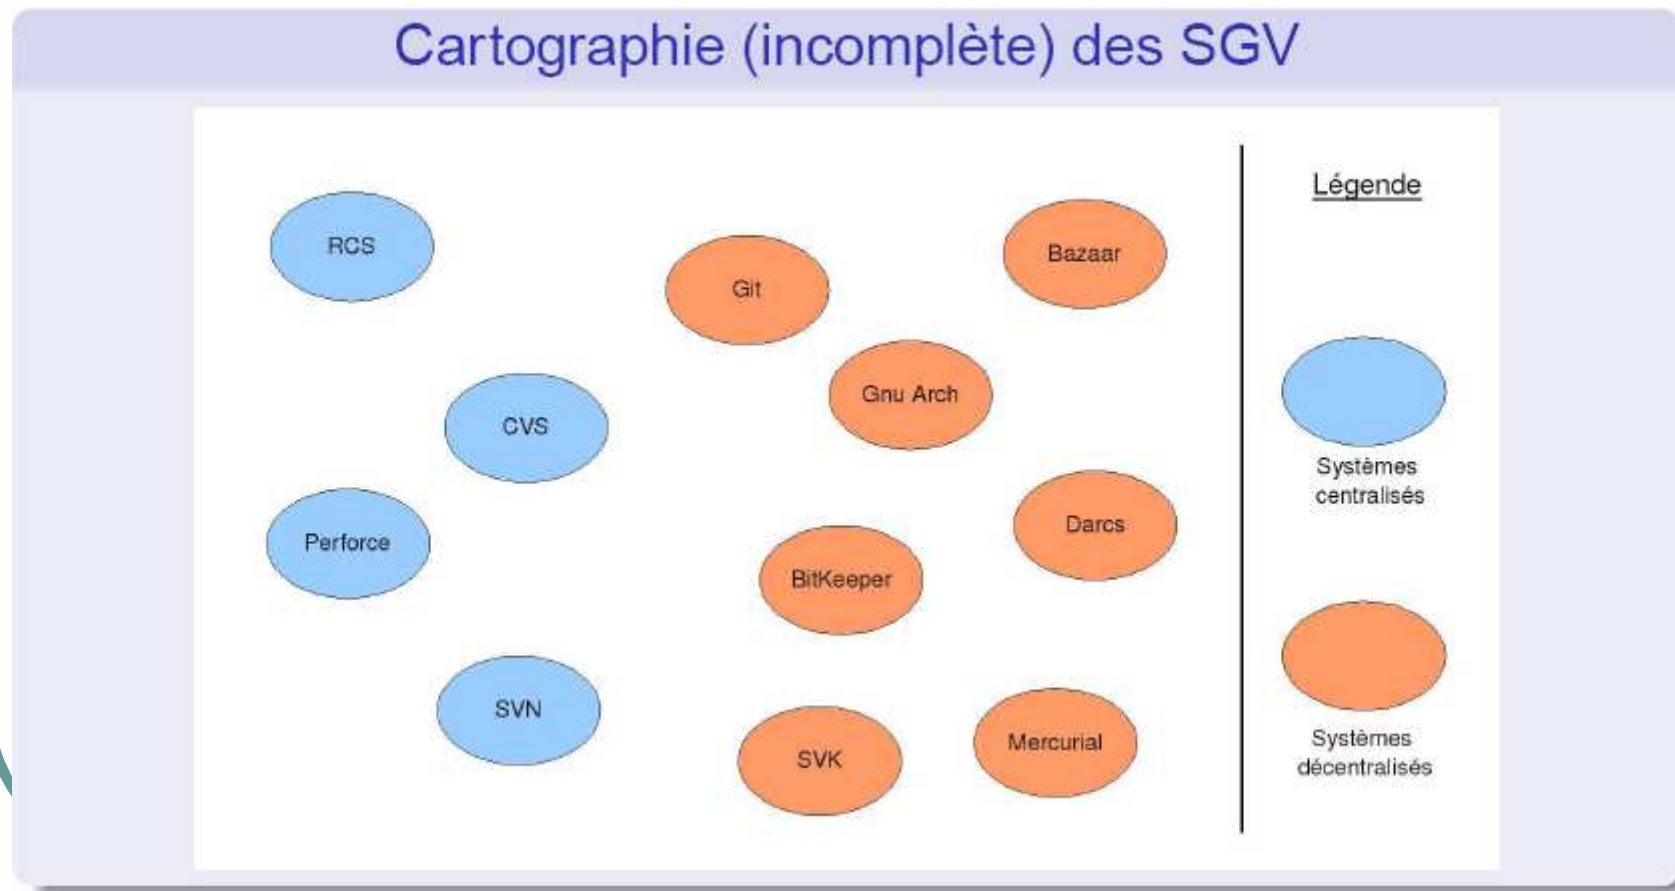 Cartographie (incomplète) des SGV
RCS
Git
Bazaar
Gnu Arch
CVS
Perforce
BitKeeper
Darcs
SVN
SVK
Mercurial
Légende
Systèmes
centralisés
Systèmes
décentralisés